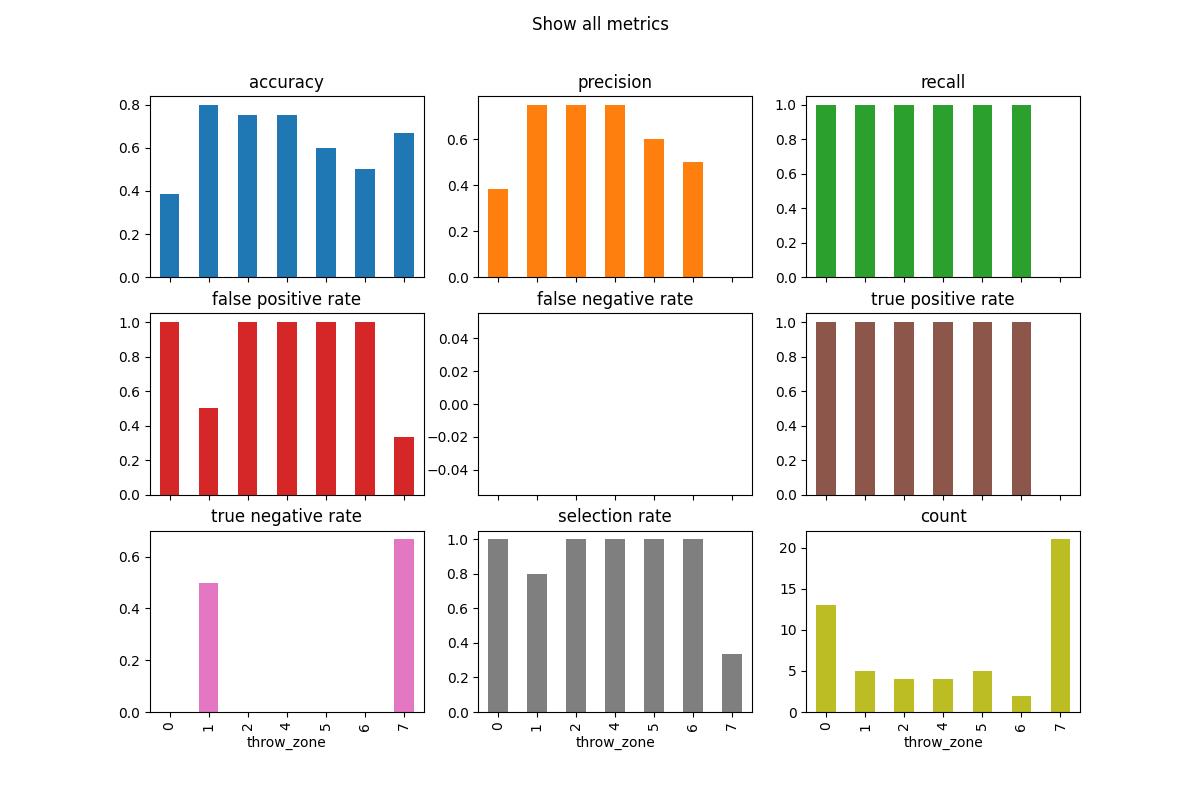 Show all metrics
accuracy
0.8
0.6
0.4
0.2
0.0
precision
0.6
0.4
0.2
0.0
recall
1.0
0.8
0.6
0.4
0.2
0.0
false positive rate
1.0
0.8
0.6
0.4
0.2
0.0
false negative rate
0.04
0.02
0.00
−0.02
−0.04
true positive rate
1.0
0.8
0.6
0.4
0.2
0.0
true negative rate
0.6
0.4
0.2
0.0
0 1 2 4 5 6 7
throw_zone
selection rate
1.0
0.8
0.6
0.4
0.2
0.0
0 1 2 4 5 6 7
throw_zone
count
20
15
10
5
0
0 1 2 4 5 6 7
throw_zone